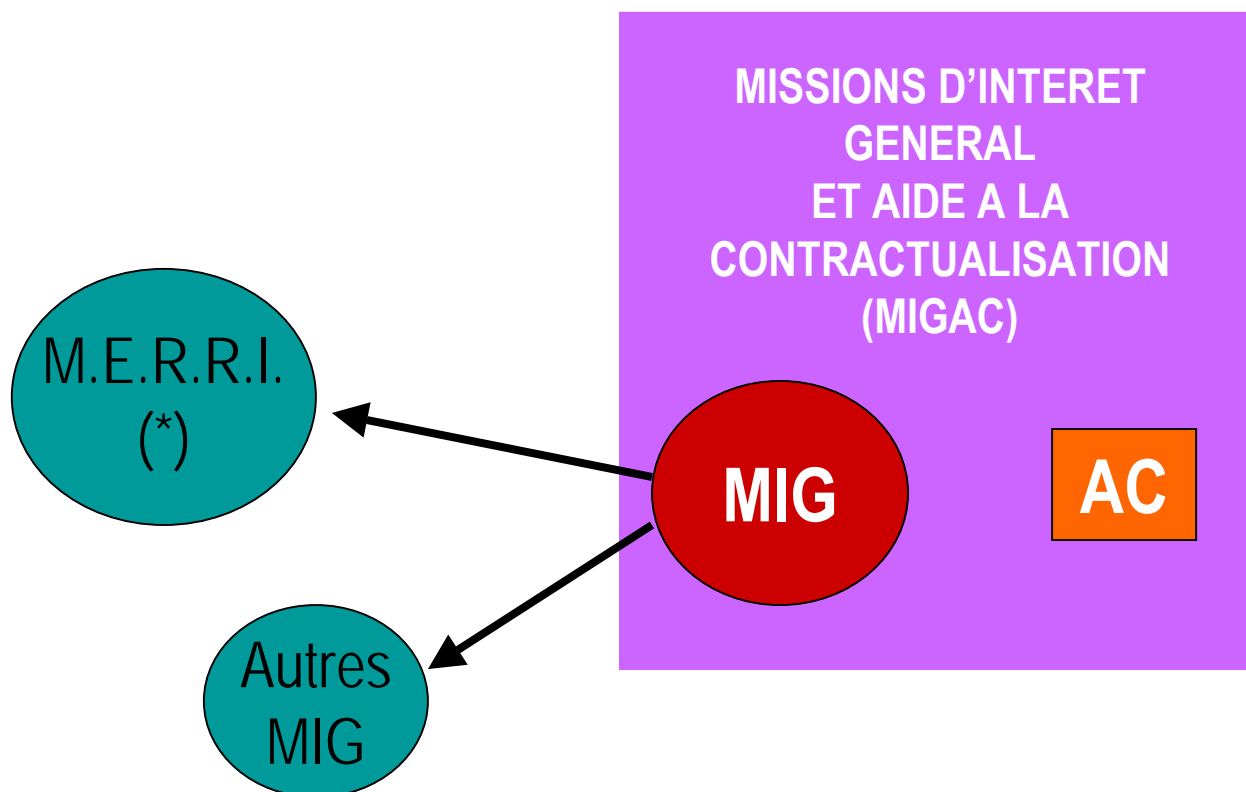 MISSIONS D’INTERET
GENERAL
ET AIDE A LA
CONTRACTUALISATION
(MIGAC)
M.E.R.R.I.
(*)
MIG
AC
Autres
MIG